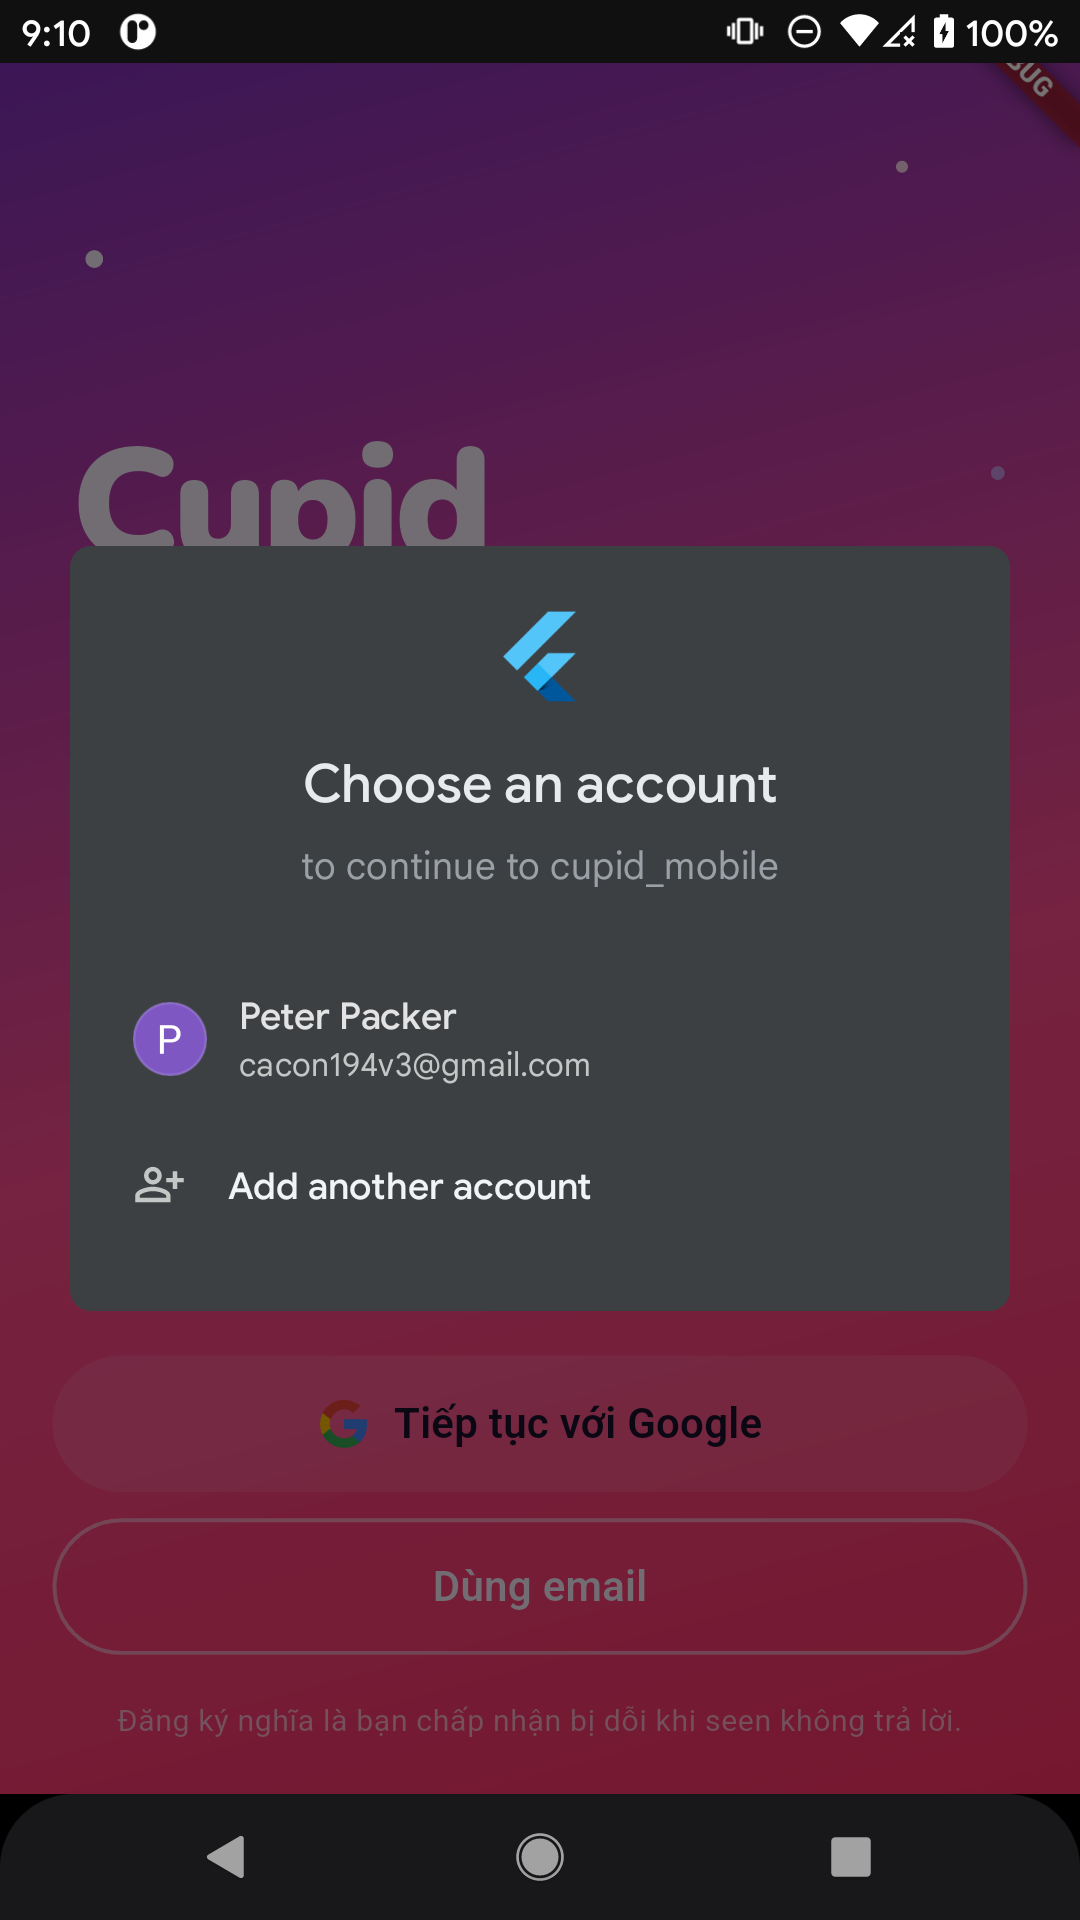 9:10
100%
Cupid
Choose an account
to continue to cupid_mobile
P
Peter Packer
cacon194v3@gmail.com
Add another account
Tiếp tục với Google
Dùng email
Đăng ký nghĩa là bạn chấp nhận bị dỗi khi seen không trả lời.